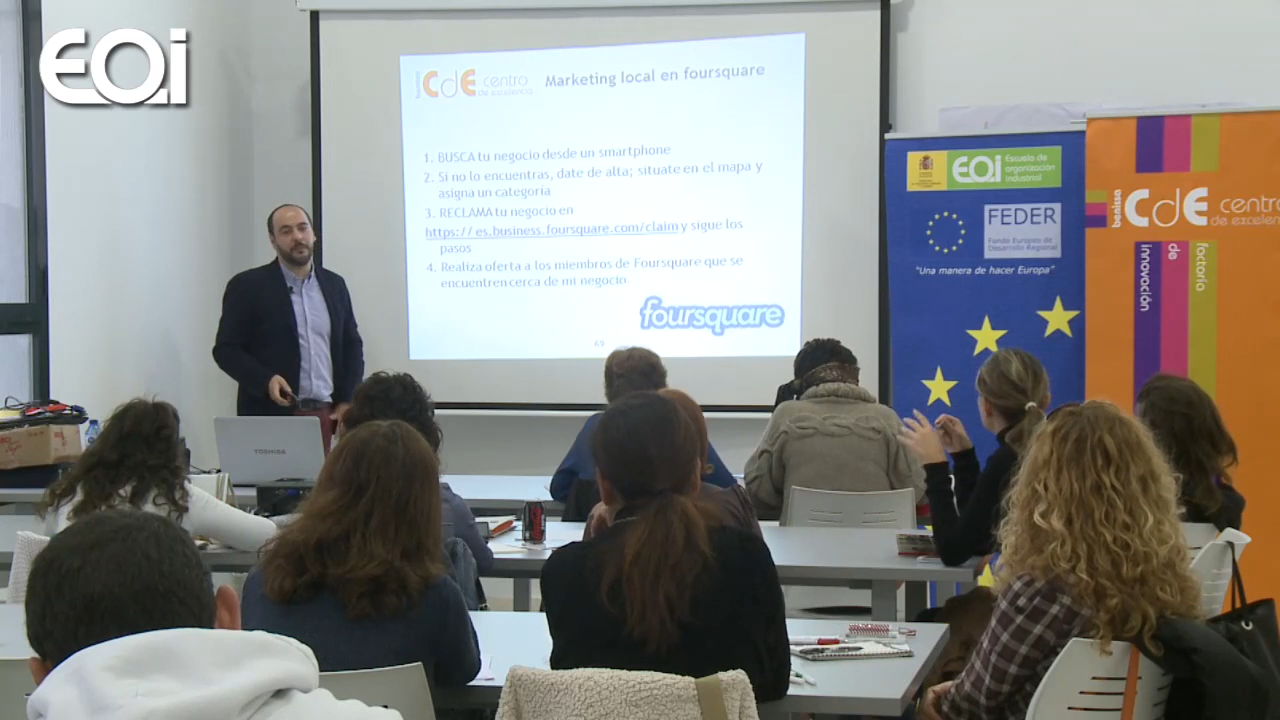 EOi
CdE centro
de excelencia
Marketing local en foursquare
1. BUSCA tu negocio desde un smartphone
2. Si no lo encuentras, date de alta; situate en el mapa y
asigna un categoría
3. RECLAMA tu negocio en
https:// es.business.foursquare.com/claim y sigue los
pasos
4. Realiza oferta a los miembros de Foursquare que se
encuentren cerca de mi negocio
foursquare
69
TOSHIBA
EOi Escuela de
organización
industrial
FEDER
Fondo Europeo de
Desarrollo Regional
"Una manera de hacer Europa"
benissa
CdE centro
de excelen
factoría
de
innovación